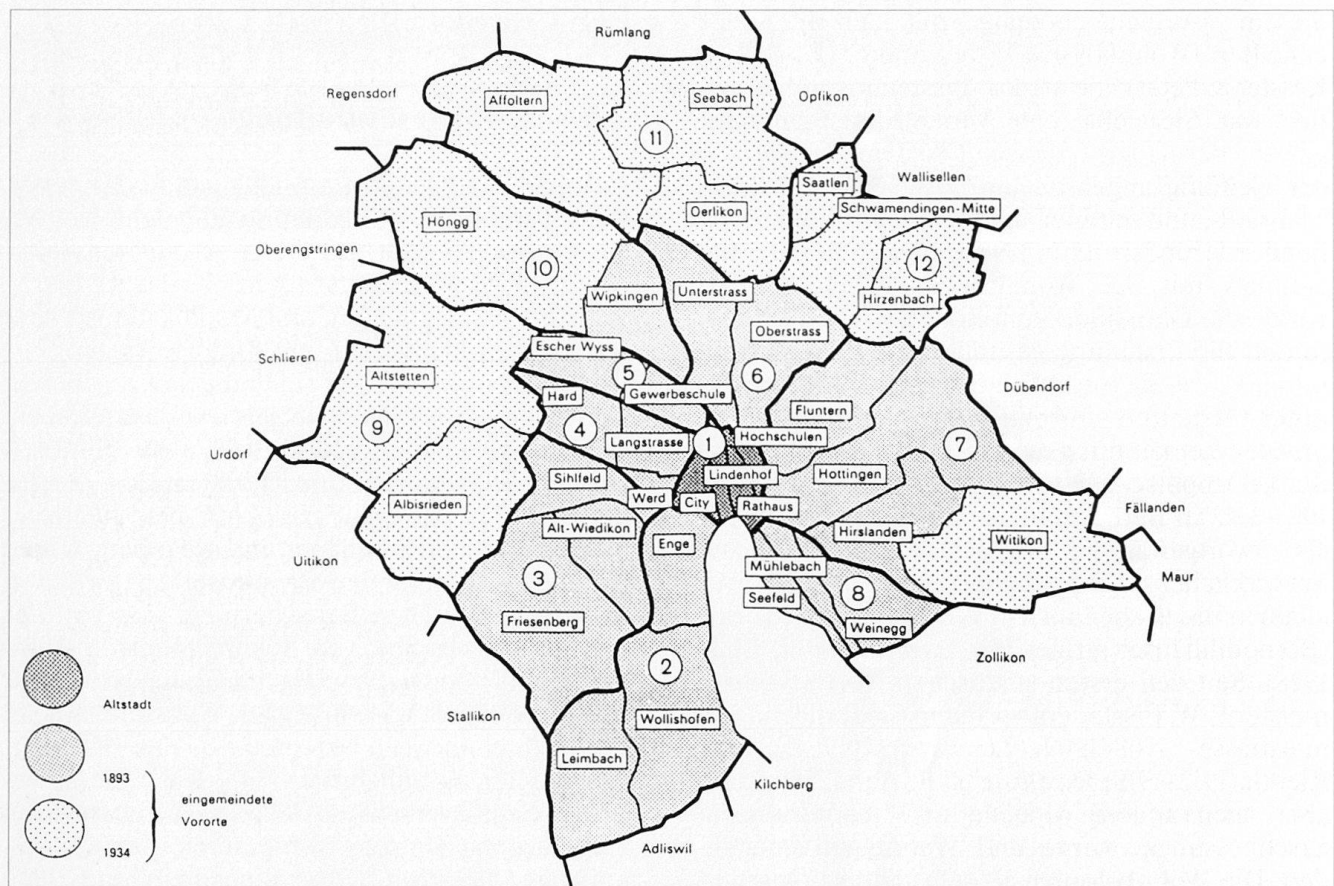 Rümlang
Regensdorf
Affoltern
Seebach
Opfikon
11
Saatlen
Wallisellen
Höngg
Oerlikon
Schwamendingen-Mitte
Oberengstringen
10
12
Wipkingen
Unterstrass
Hirzenbach
Oberstrass
Escher Wyss
Schlieren
Altstetten
5
6
Dübendorf
Hard
Gewerbeschule
Fluntern
9
4
Langstrasse
1
Hochschulen
7
Urdorf
Sihlfeld
Lindenhof
Hottingen
Albisrieden
Werd
City
Rathaus
Fällanden
Alt-Wiedikon
Enge
Hirslanden
Witikon
Uitikon
3
Mühlebach
Maur
Seefeld
8
Friesenberg
Weinegg
2
Zollikon
Altstadt
Stallikon
Wollishofen
Leimbach
1893
Kilchberg
eingemeindete
Vororte
1934
Adliswil